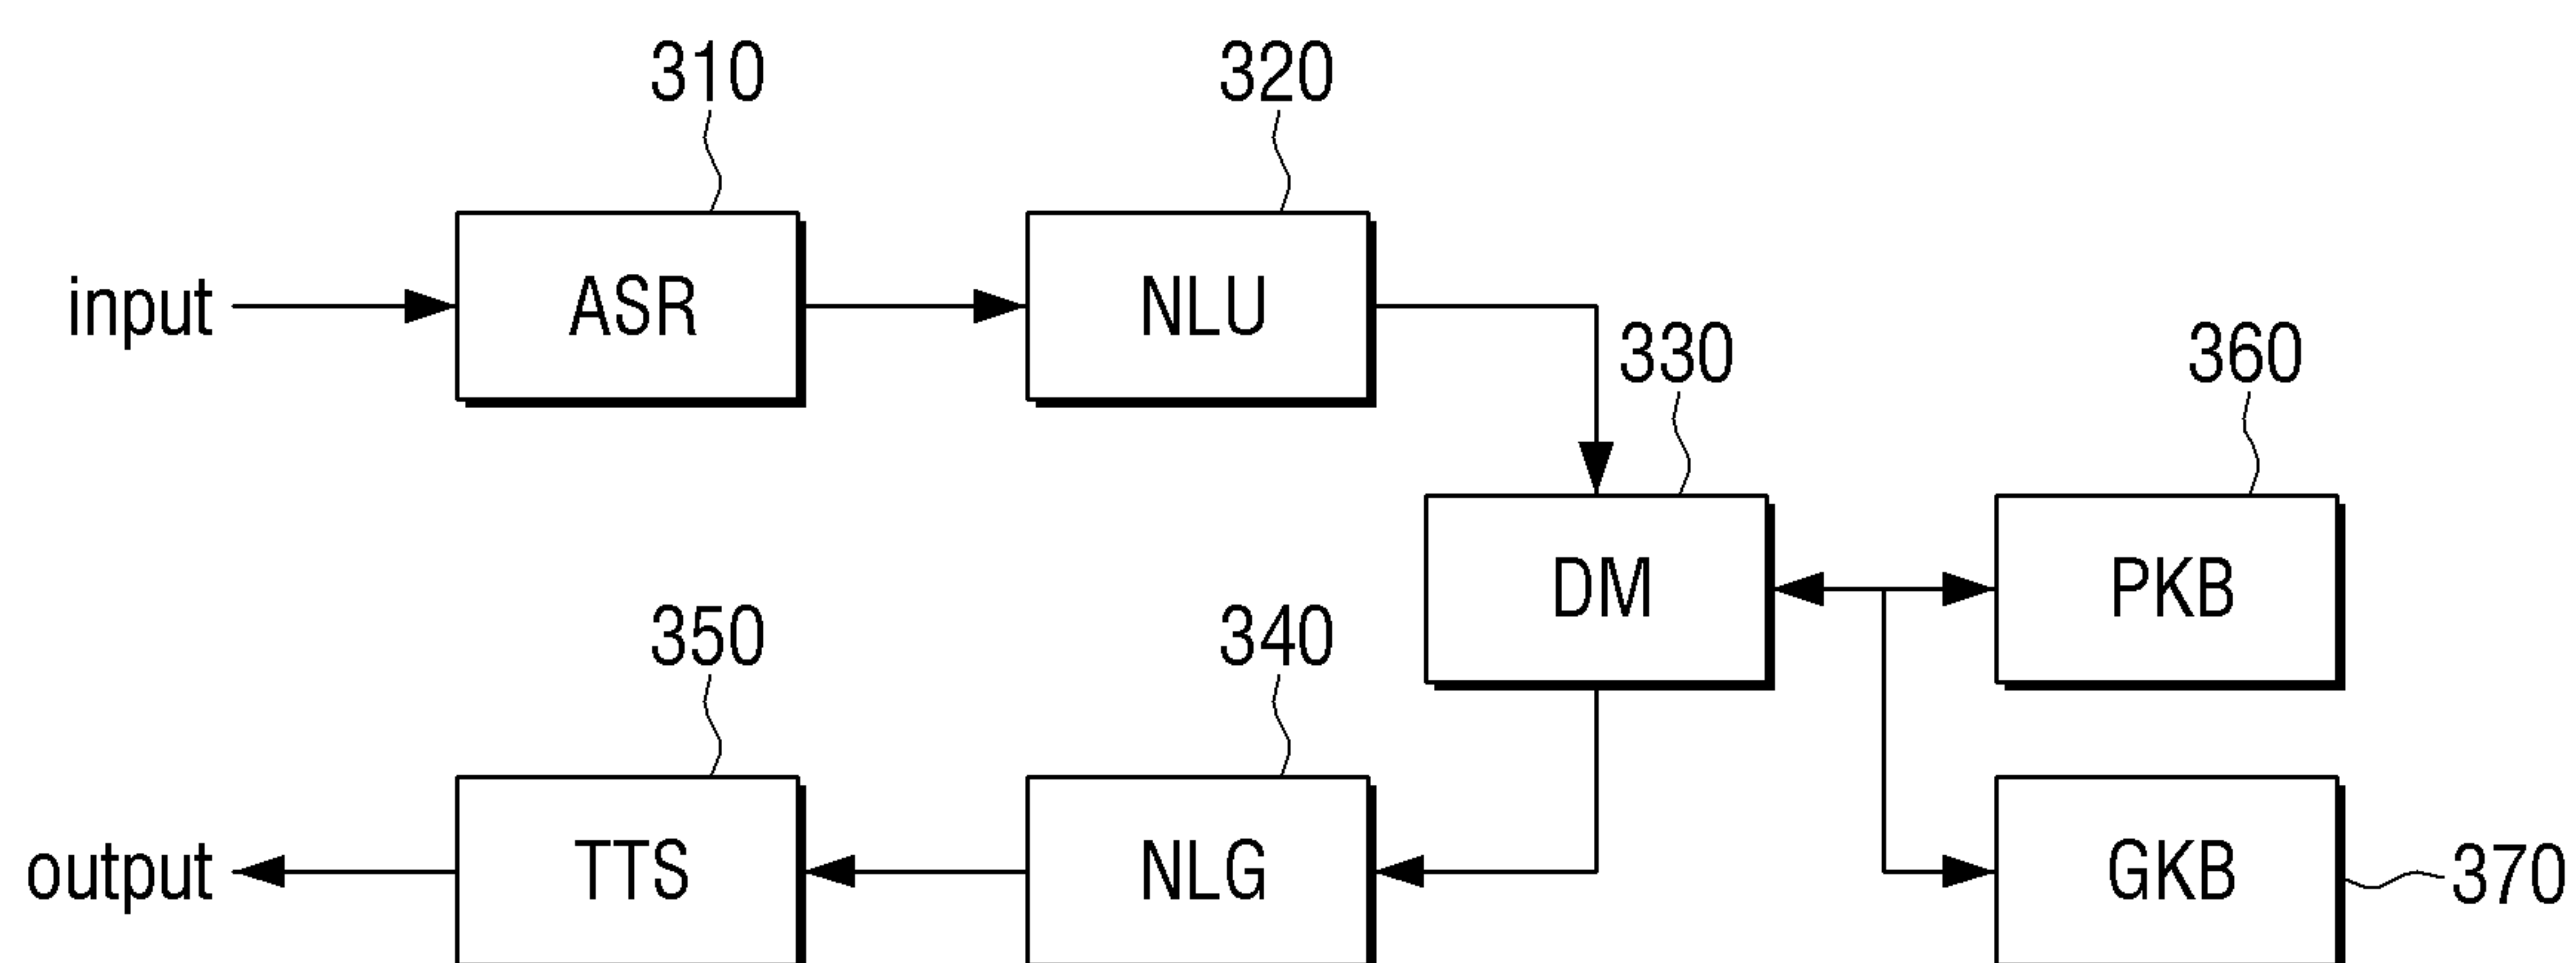 310
320
input
ASR
NLU
330
360
DM
PKB
350
340
output
TTS
NLG
GKB
370